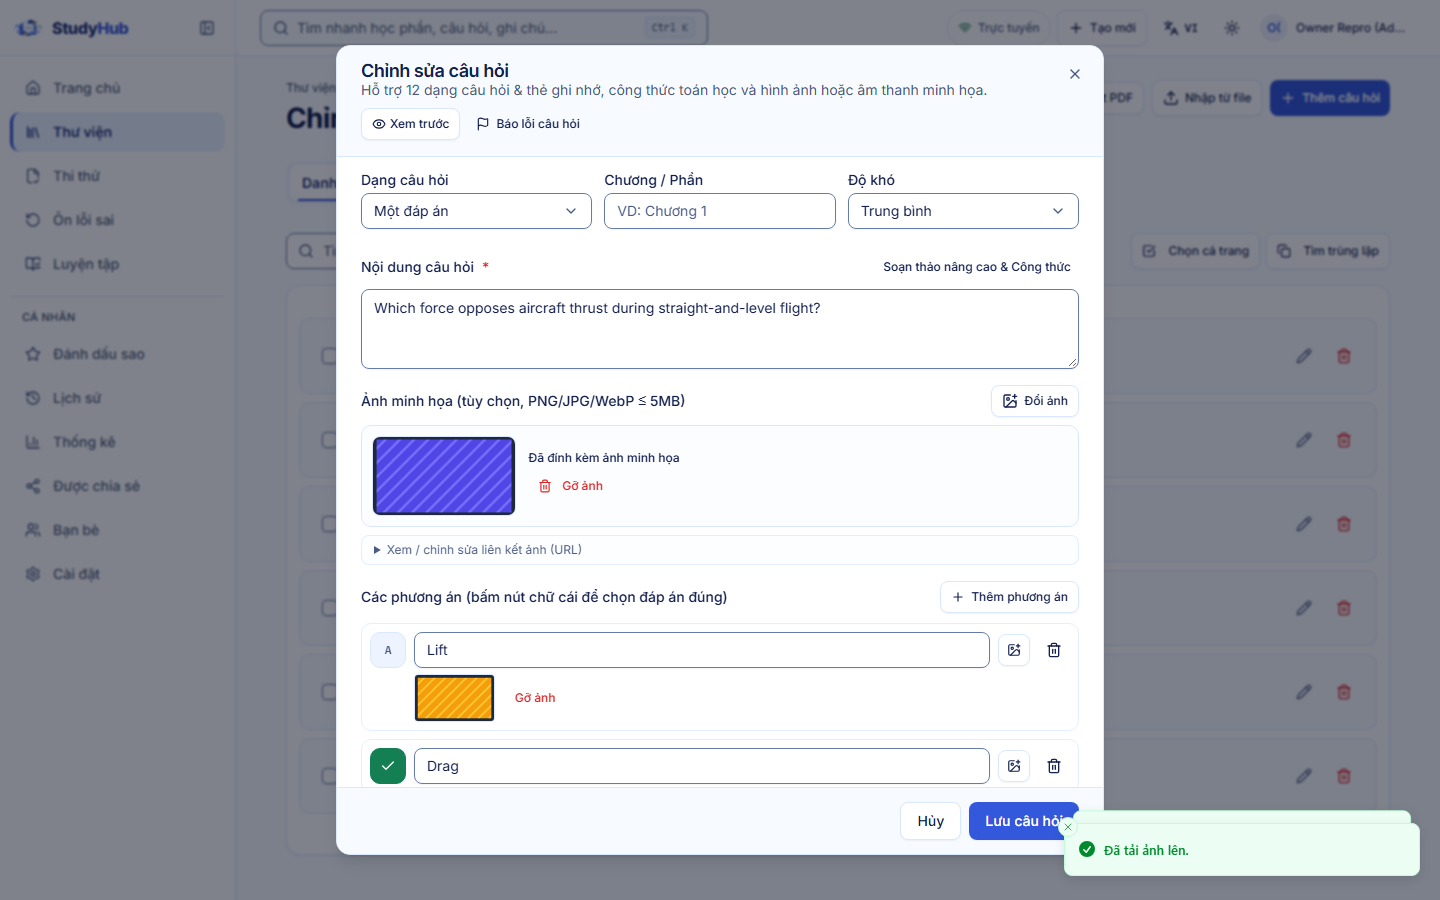 StudyHub
Tìm nhanh học phần, câu hỏi, ghi chú...
Ctrl K
Trực tuyến
Tạo mới
VI
Owner Repro (Ad...
Trang chủ
Thư viện
Thi thử
Ôn lỗi sai
Luyện tập
CÁ NHÂN
Đánh dấu sao
Lịch sử
Thống kê
Được chia sẻ
Bạn bè
Cài đặt
Thư viện
PDF
Nhập từ file
Thêm câu hỏi
Chọn cả trang
Tìm trùng lặp
Chỉnh sửa câu hỏi
Hỗ trợ 12 dạng câu hỏi & thẻ ghi nhớ, công thức toán học và hình ảnh hoặc âm thanh minh họa.
Xem trước
Báo lỗi câu hỏi
Dạng câu hỏi
Chương / Phần
Độ khó
Một đáp án
VD: Chương 1
Trung bình
Nội dung câu hỏi *
Soạn thảo nâng cao & Công thức
Which force opposes aircraft thrust during straight-and-level flight?
Ảnh minh họa (tùy chọn, PNG/JPG/WebP ≤ 5MB)
Đổi ảnh
Đã đính kèm ảnh minh họa
Gỡ ảnh
Xem / chỉnh sửa liên kết ảnh (URL)
Các phương án (bấm nút chữ cái để chọn đáp án đúng)
Thêm phương án
A
Lift
Gỡ ảnh
Drag
Hủy
Lưu câu hỏi
Đã tải ảnh lên.